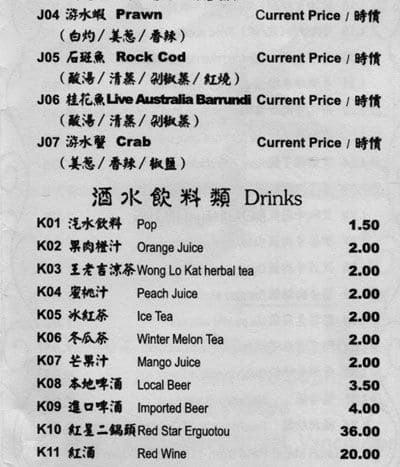 J04 游水蝦 Prawn Current Price / 時價
(白灼/姜蔥/香辣)
J05 石斑魚 Rock Cod Current Price / 時價
(酸湯/清蒸/剁椒蒸/紅燒)
J06 桂花魚 Live Australia Barrundi Current Price / 時價
(酸湯/清蒸/剁椒蒸)
J07 游水蟹 Crab Current Price / 時價
(姜蔥/香辣/椒鹽)
酒水飲料類 Drinks
K01 汽水飲料 Pop 1.50
K02 果肉橙汁 Orange Juice 2.00
K03 王老吉涼茶 Wong Lo Kat herbal tea 2.00
K04 蜜桃汁 Peach Juice 2.00
K05 冰紅茶 Ice Tea 2.00
K06 冬瓜茶 Winter Melon Tea 2.00
K07 芒果汁 Mango Juice 2.00
K08 本地啤酒 Local Beer 3.50
K09 進口啤酒 Imported Beer 4.00
K10 紅星二鍋頭 Red Star Erguotou 36.00
K11 紅酒 Red Wine 20.00